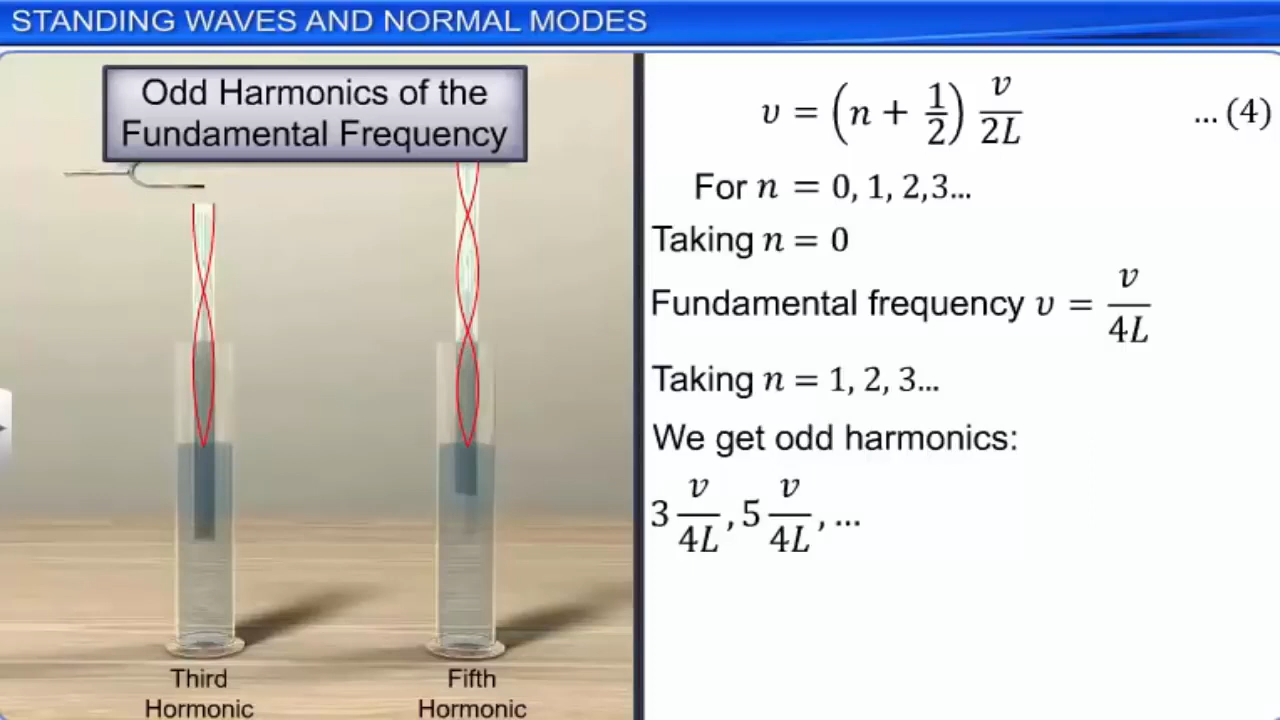 STANDING WAVES AND NORMAL MODES
Odd Harmonics of the
Fundamental Frequency
Third
Hormonic
Fifth
Hormonic
υ = (n + 1/2) v/2L ... (4)
For n = 0, 1, 2,3...
Taking n = 0
Fundamental frequency υ = v/4L
Taking n = 1, 2, 3...
We get odd harmonics:
3 v/4L , 5 v/4L , ...